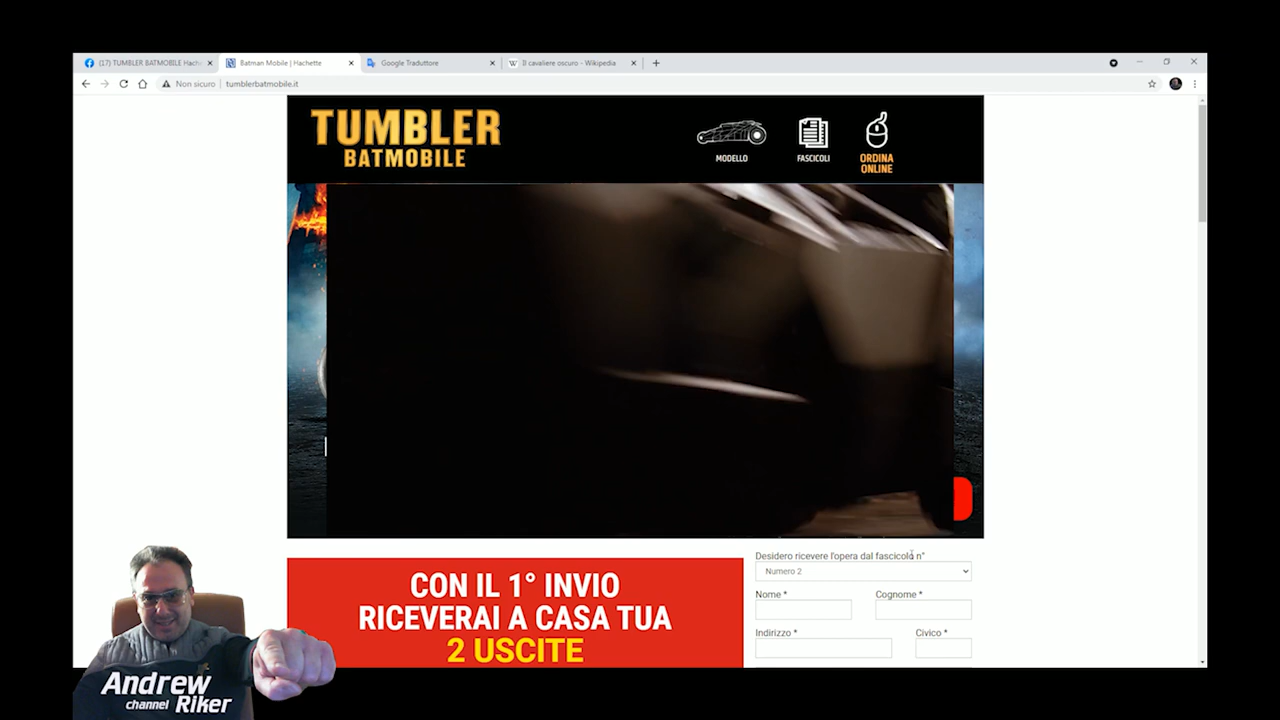 (17) TUMBLER BATMOBILE Hach
Batman Mobile | Hachette
Google Traduttore
Il cavaliere oscuro - Wikipedia
Non sicuro
tumblerbatmobile.it
TUMBLER
BATMOBILE
MODELLO
FASCICOLI
ORDINA
ONLINE
CON IL 1° INVIO
RICEVERAI A CASA TUA
2 USCITE
Desidero ricevere l'opera dal fascicolo n°
Numero 2
Nome *
Cognome *
Indirizzo *
Civico *
Andrew
channel Riker